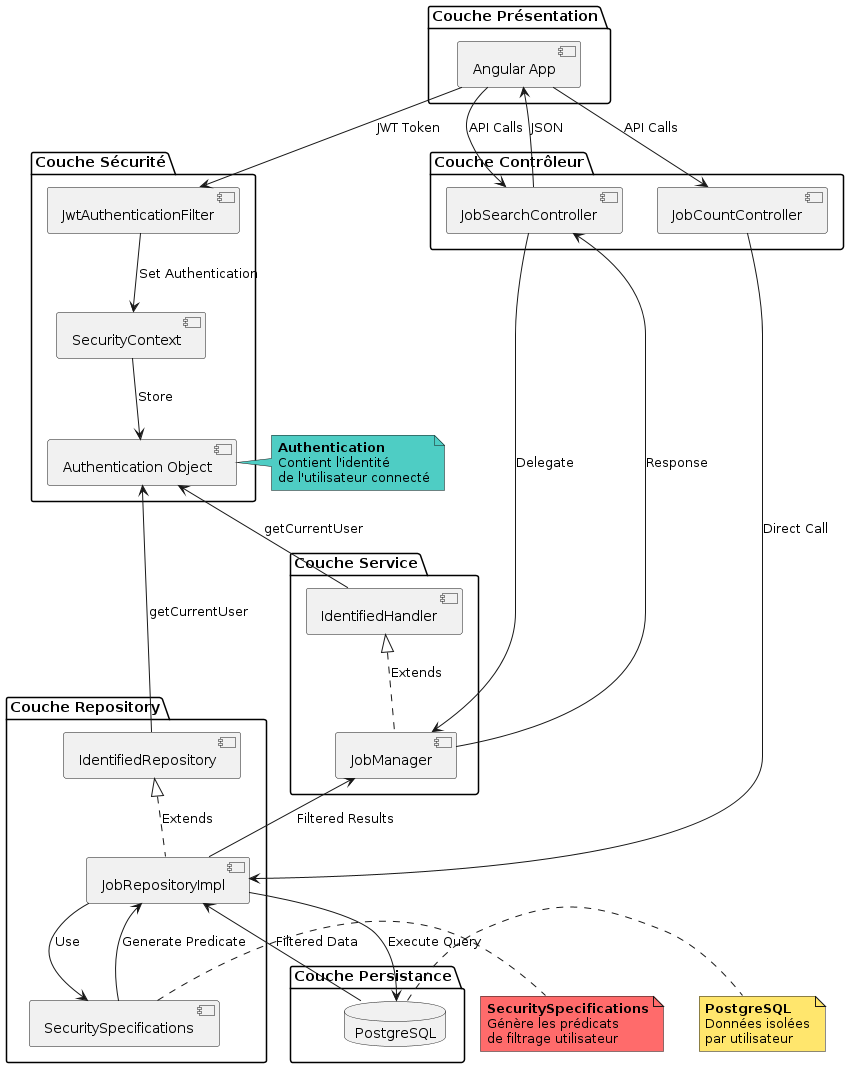 Couche Présentation
Angular App
JWT Token
API Calls
JSON
API Calls
Couche Sécurité
Couche Contrôleur
JwtAuthenticationFilter
JobSearchController
JobCountController
Set Authentication
SecurityContext
Store
Authentication Object
Authentication
Contient l'identité
de l'utilisateur connecté
Delegate
Response
getCurrentUser
Direct Call
Couche Service
IdentifiedHandler
getCurrentUser
Extends
Couche Repository
IdentifiedRepository
JobManager
Extends
Filtered Results
JobRepositoryImpl
Use
Generate Predicate
Filtered Data
Execute Query
Couche Persistance
SecuritySpecifications
PostgreSQL
SecuritySpecifications
Génère les prédicats
de filtrage utilisateur
PostgreSQL
Données isolées
par utilisateur